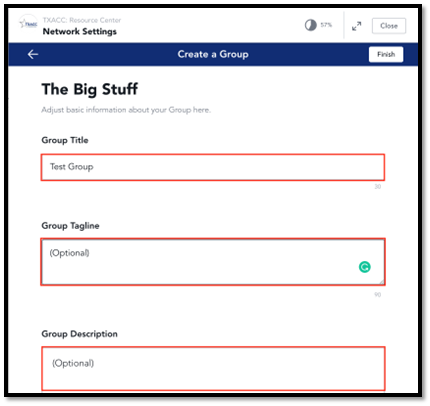 TXACC: Resource Center
Network Settings
57%
Close
Create a Group
Finish
The Big Stuff
Adjust basic information about your Group here.
Group Title
Test Group
30
Group Tagline
(Optional)
90
Group Description
(Optional)